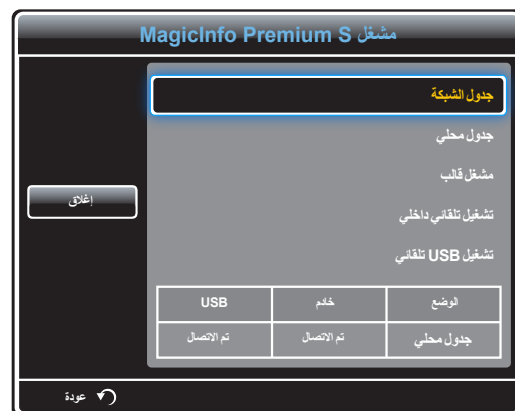 مشغل MagicInfo Premium S
جدول الشبكة
جدول محلي
مشغل قالب
تشغيل تلقائي داخلي
تشغيل USB تلقائي
إغلاق
الوضع خادم USB
جدول محلي تم الاتصال تم الاتصال
عودة